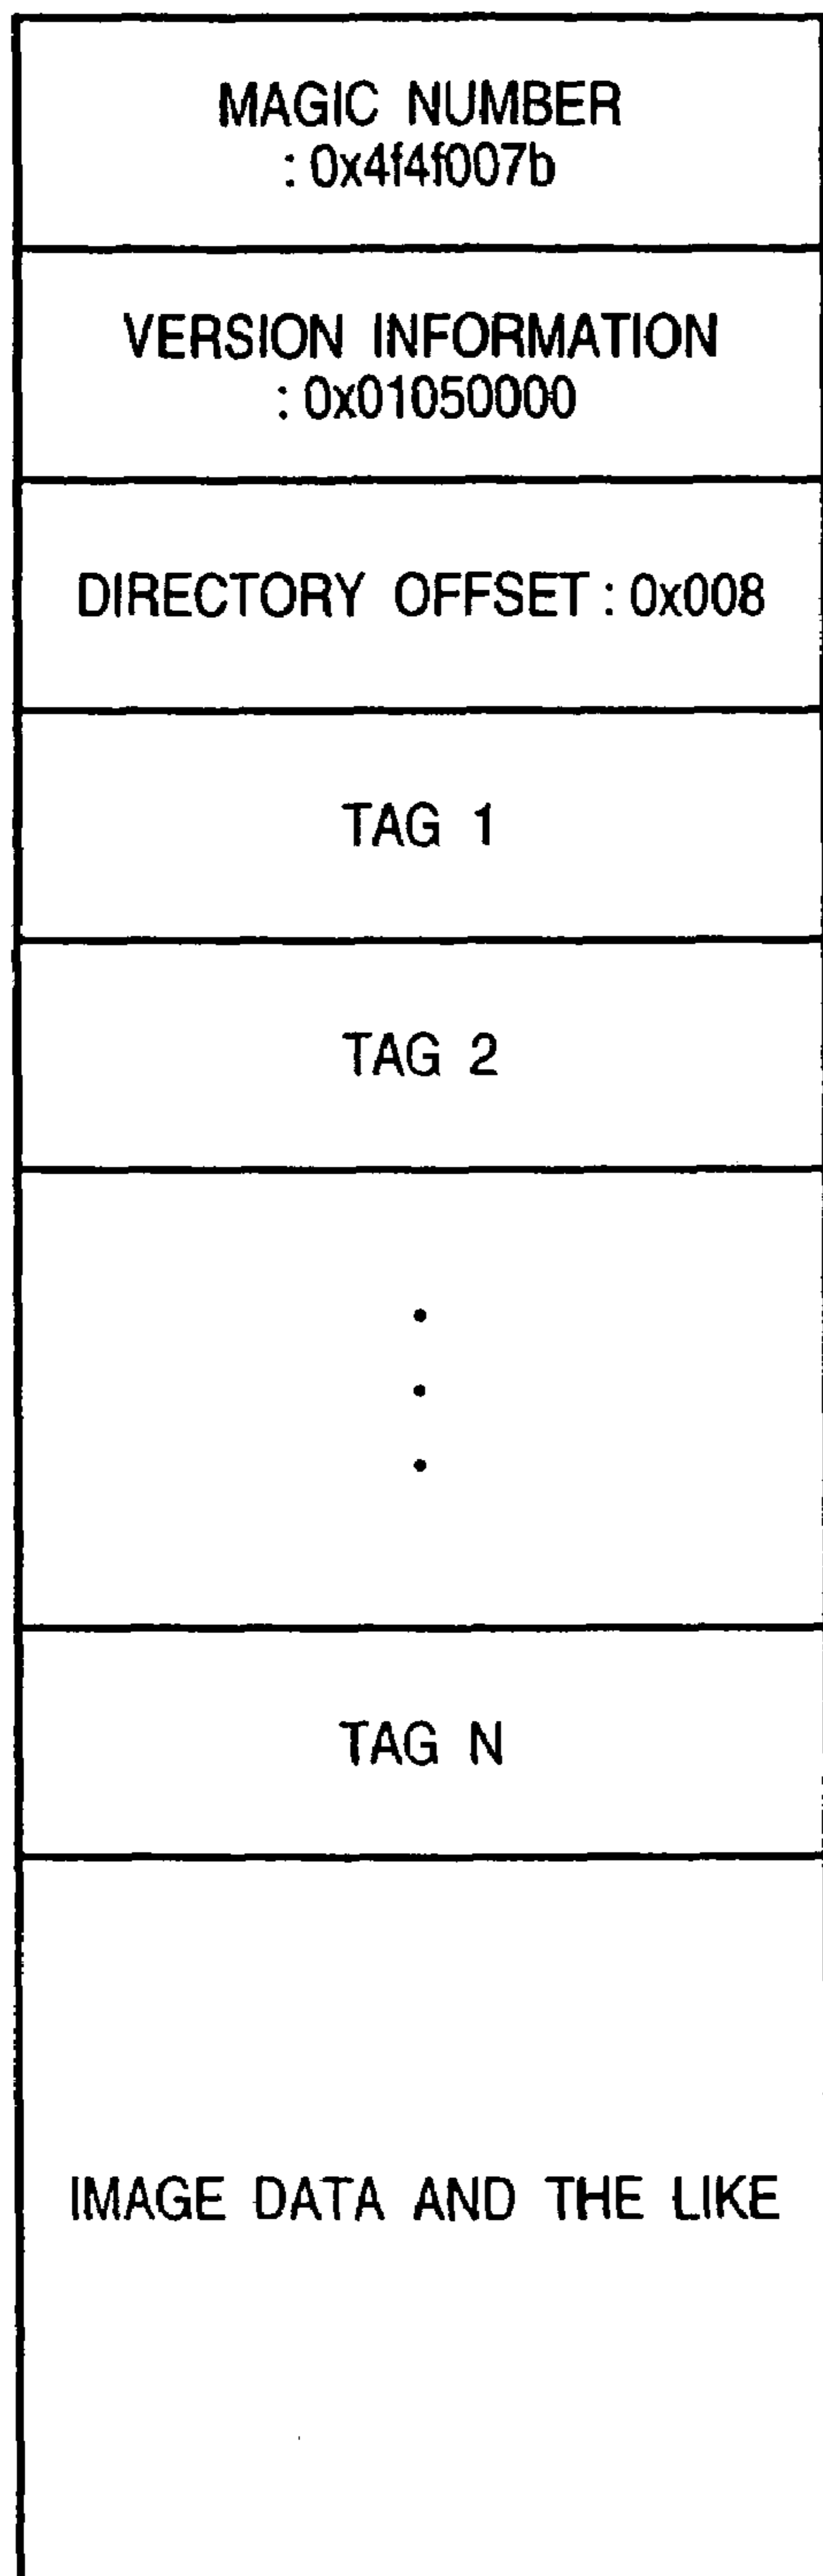 MAGIC NUMBER
: 0x4f4f007b
VERSION INFORMATION
: 0x01050000
DIRECTORY OFFSET : 0x008
TAG 1
TAG 2
TAG N
IMAGE DATA AND THE LIKE